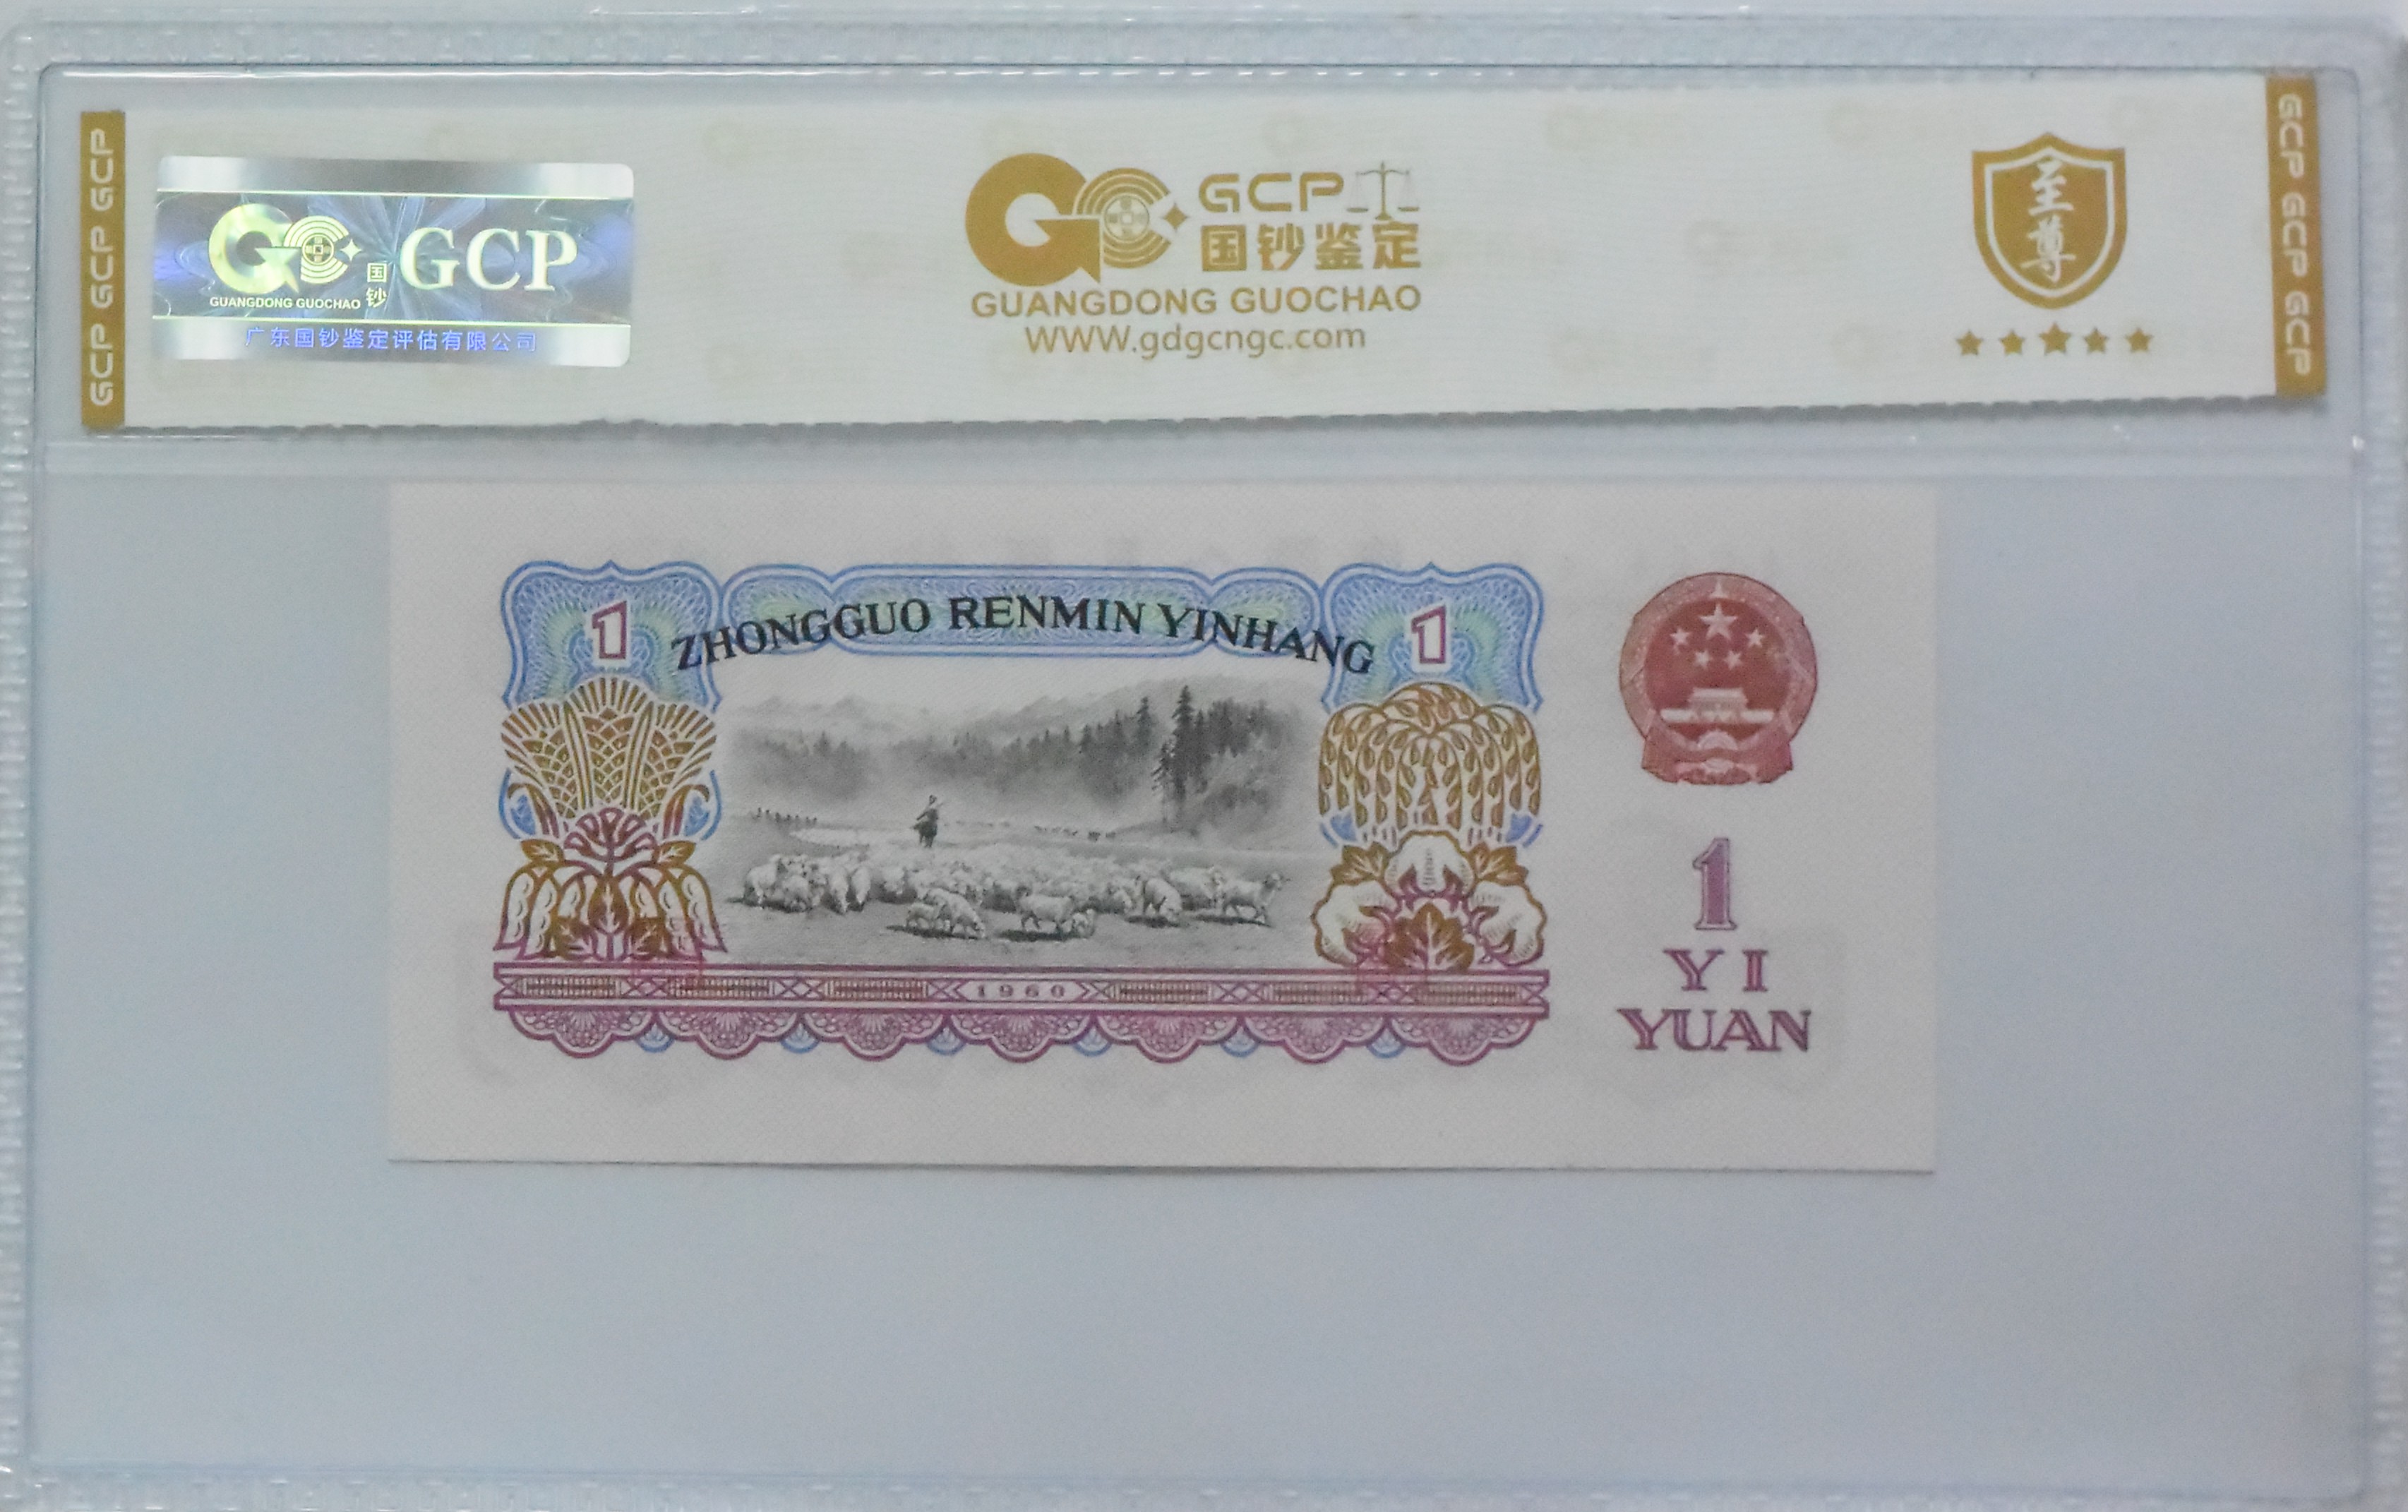 GCP GCP GCP
国钞
GCP
GUANGDONG GUOCHAO
广东国钞鉴定评估有限公司
GCP
国钞鉴定
GUANGDONG GUOCHAO
WWW.gdgcngc.com
至尊
GCP GCP GCP
1
ZHONGGUO RENMIN YINHANG
1
1960
1
YI
YUAN